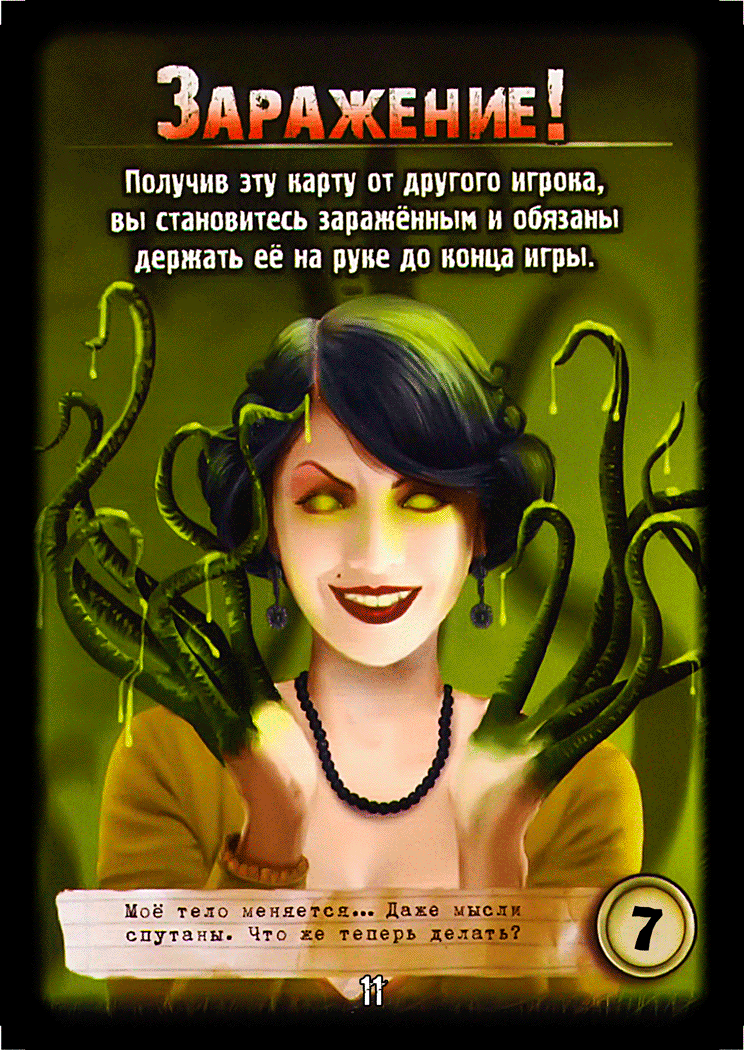 Заражение!
Получив эту карту от другого игрока,
вы становитесь заражённым и обязаны
держать её на руке до конца игры.
Моё тело меняется... Даже мысли
спутаны. Что же теперь делать?
7
11